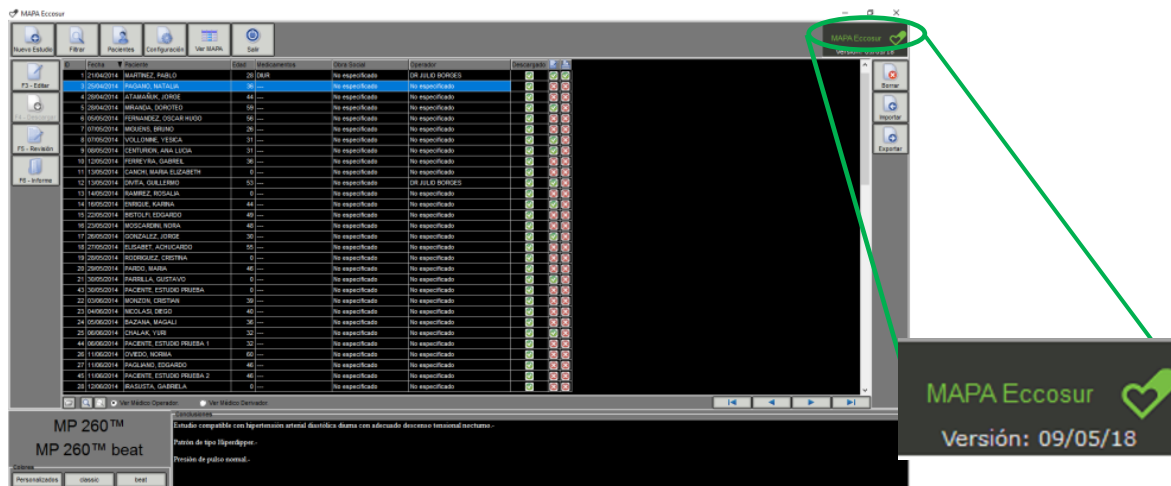 MAPA Eccosur
Nuevo Estudio Filtrar Pacientes Configuración Ver MAPA Salir
MAPA Eccosur
Versión: 09/05/18
ID Fecha Paciente Edad Medicamentos Obra Social Operador Descargado
1 21/04/2014 MARTINEZ, PABLO 28 DIUR No especificado DR JULIO BORGES
3 25/04/2014 PAGANO, NATALIA 36 --- No especificado No especificado
4 28/04/2014 ATAMAÑUK, JORGE 44 --- No especificado No especificado
5 28/04/2014 MIRANDA, DOROTEO 59 --- No especificado No especificado
6 05/05/2014 FERNANDEZ, OSCAR HUGO 56 --- No especificado No especificado
7 07/05/2014 MIGUENS, BRUNO 26 --- No especificado No especificado
8 07/05/2014 VOLLONNE, YESICA 31 --- No especificado No especificado
9 08/05/2014 CENTURION, ANA LUCIA 31 --- No especificado No especificado
10 12/05/2014 FERREYRA, GABREIL 36 --- No especificado No especificado
11 13/05/2014 CANCHI, MARIA ELIZABETH 0 --- No especificado No especificado
12 13/05/2014 DIVITA, GUILLERMO 53 --- No especificado DR JULIO BORGES
13 14/05/2014 RAMIREZ, ROSALIA 0 --- No especificado No especificado
14 16/05/2014 ENRIQUE, KARINA 44 --- No especificado No especificado
15 22/05/2014 BISTOLFI, EDGARDO 49 --- No especificado No especificado
16 23/05/2014 MOSCARDINI, NORA 48 --- No especificado No especificado
17 26/05/2014 GONZALEZ, JORGE 30 --- No especificado No especificado
18 27/05/2014 ELISABET, ACHUCARDO 55 --- No especificado No especificado
19 28/05/2014 RODRIGUEZ, CRISTINA 0 --- No especificado No especificado
20 29/05/2014 PARDO, MARIA 46 --- No especificado No especificado
21 30/05/2014 PARRILLA, GUSTAVO 0 --- No especificado No especificado
43 30/05/2014 PACIENTE, ESTUDIO PRUEBA 0 --- No especificado No especificado
22 03/06/2014 MONZON, CRISTIAN 39 --- No especificado No especificado
23 04/06/2014 NICOLASI, DIEGO 40 --- No especificado No especificado
24 05/06/2014 BAZANA, MAGALI 36 --- No especificado No especificado
25 06/06/2014 CHALAK, YURI 32 --- No especificado No especificado
44 06/06/2014 PACIENTE, ESTUDIO PRUEBA 1 32 --- No especificado No especificado
26 11/06/2014 OVIEDO, NORMA 60 --- No especificado No especificado
27 11/06/2014 PAGLIANO, EDGARDO 46 --- No especificado No especificado
45 11/06/2014 PACIENTE, ESTUDIO PRUEBA 2 46 --- No especificado No especificado
28 12/06/2014 IRASUSTA, GABRIELA 0 --- No especificado No especificado
F3 - Editar
F4 - Descargar
F5 - Revisión
F6 - Informe
Borrar
Importar
Exportar
Ver Médico Operador Ver Médico Derivador
MP 260™
MP 260™ beat
Colores
Personalizados classic beat
Conclusiones
Estudio compatible con hipertensión arterial diastólica diurna con adecuado descenso tensional nocturno.-
Patrón de tipo Hiperdipper.-
Presión de pulso normal.-
MAPA Eccosur
Versión: 09/05/18